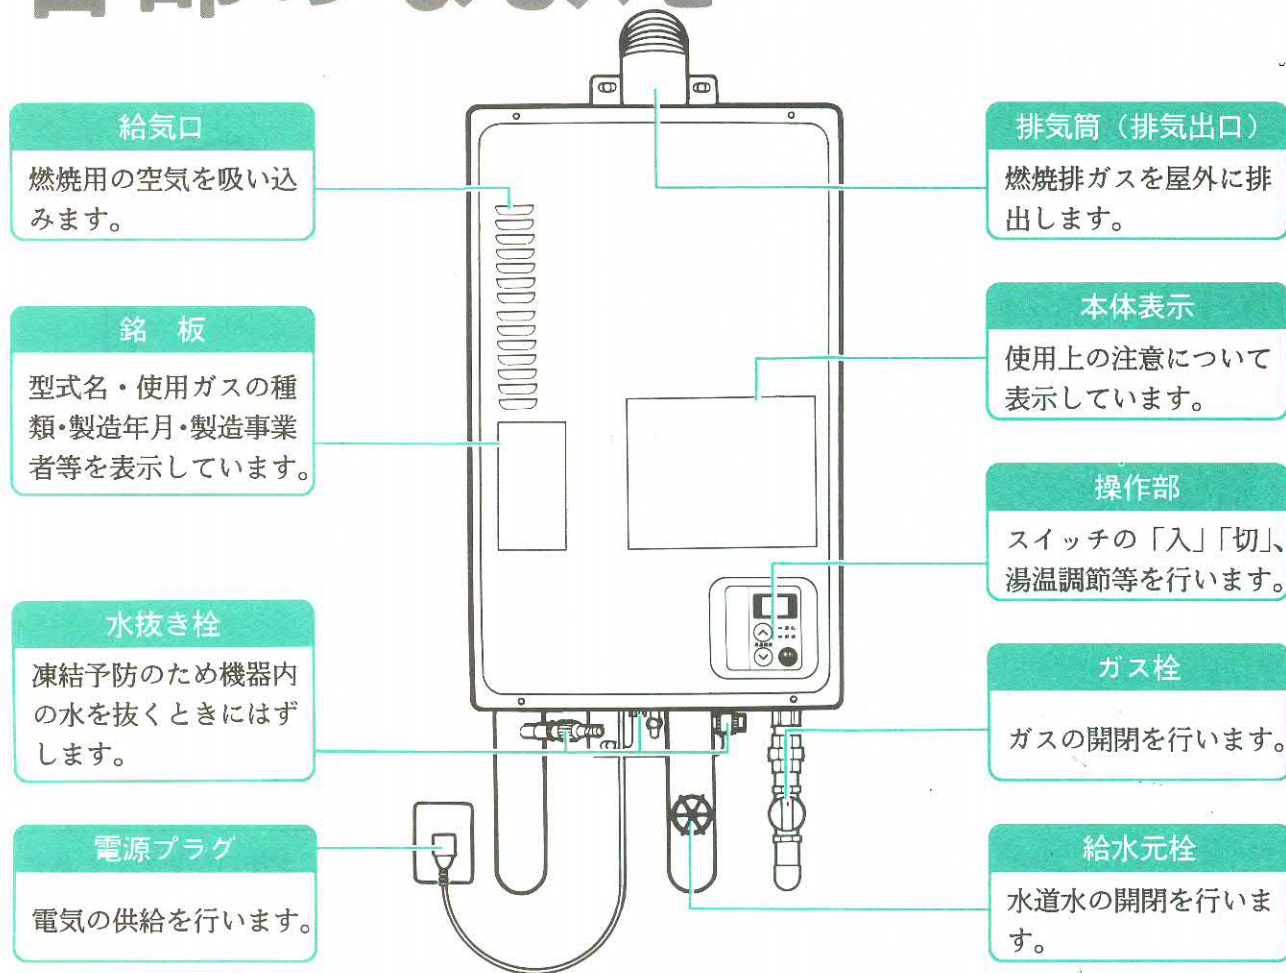 各部のなまえ
給気口
燃焼用の空気を吸い込
みます。
銘　板
型式名・使用ガスの種
類・製造年月・製造事業
者等を表示しています。
水抜き栓
凍結予防のため機器内
の水を抜くときにはず
します。
電源プラグ
電気の供給を行います。
排気筒（排気出口）
燃焼排ガスを屋外に排
出します。
本体表示
使用上の注意について
表示しています。
操作部
スイッチの「入」「切」、
湯温調節等を行います。
ガス栓
ガスの開閉を行います。
給水元栓
水道水の開閉を行いま
す。